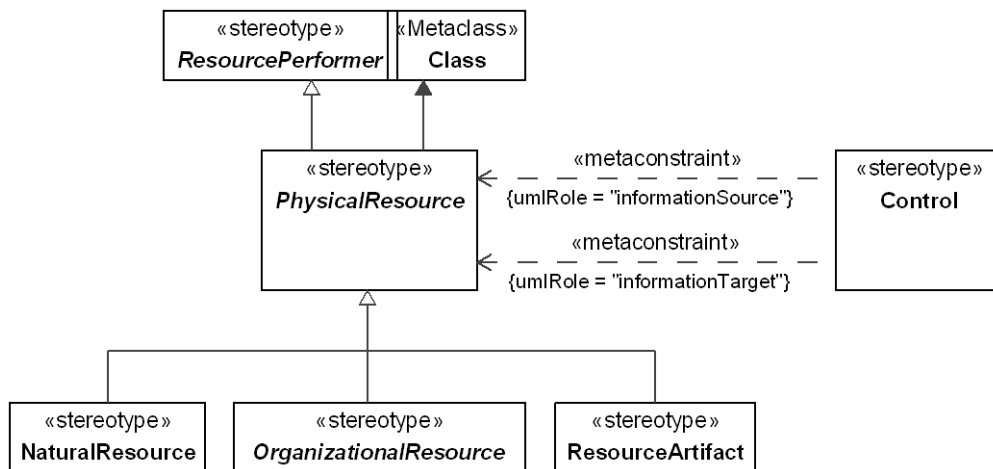 «stereotype»
ResourcePerformer
«Metaclass»
Class
«stereotype»
PhysicalResource
«metaconstraint»
{umlRole = "informationSource"}
«metaconstraint»
{umlRole = "informationTarget"}
«stereotype»
Control
«stereotype»
NaturalResource
«stereotype»
OrganizationalResource
«stereotype»
ResourceArtifact